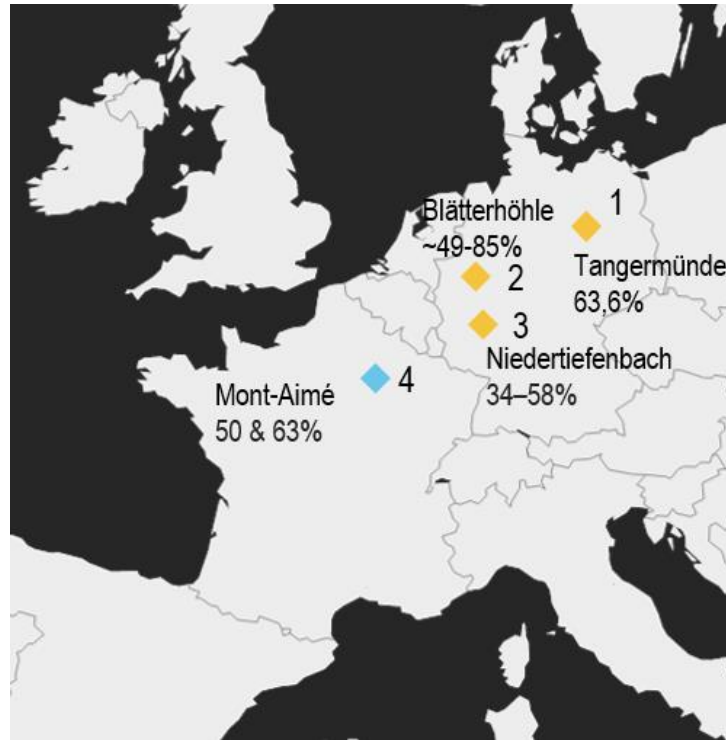 1
Blätterhöhle
~49-85%
2
Tangermünde
63,6%
3
Niedertiefenbach
34–58%
4
Mont-Aimé
50 & 63%